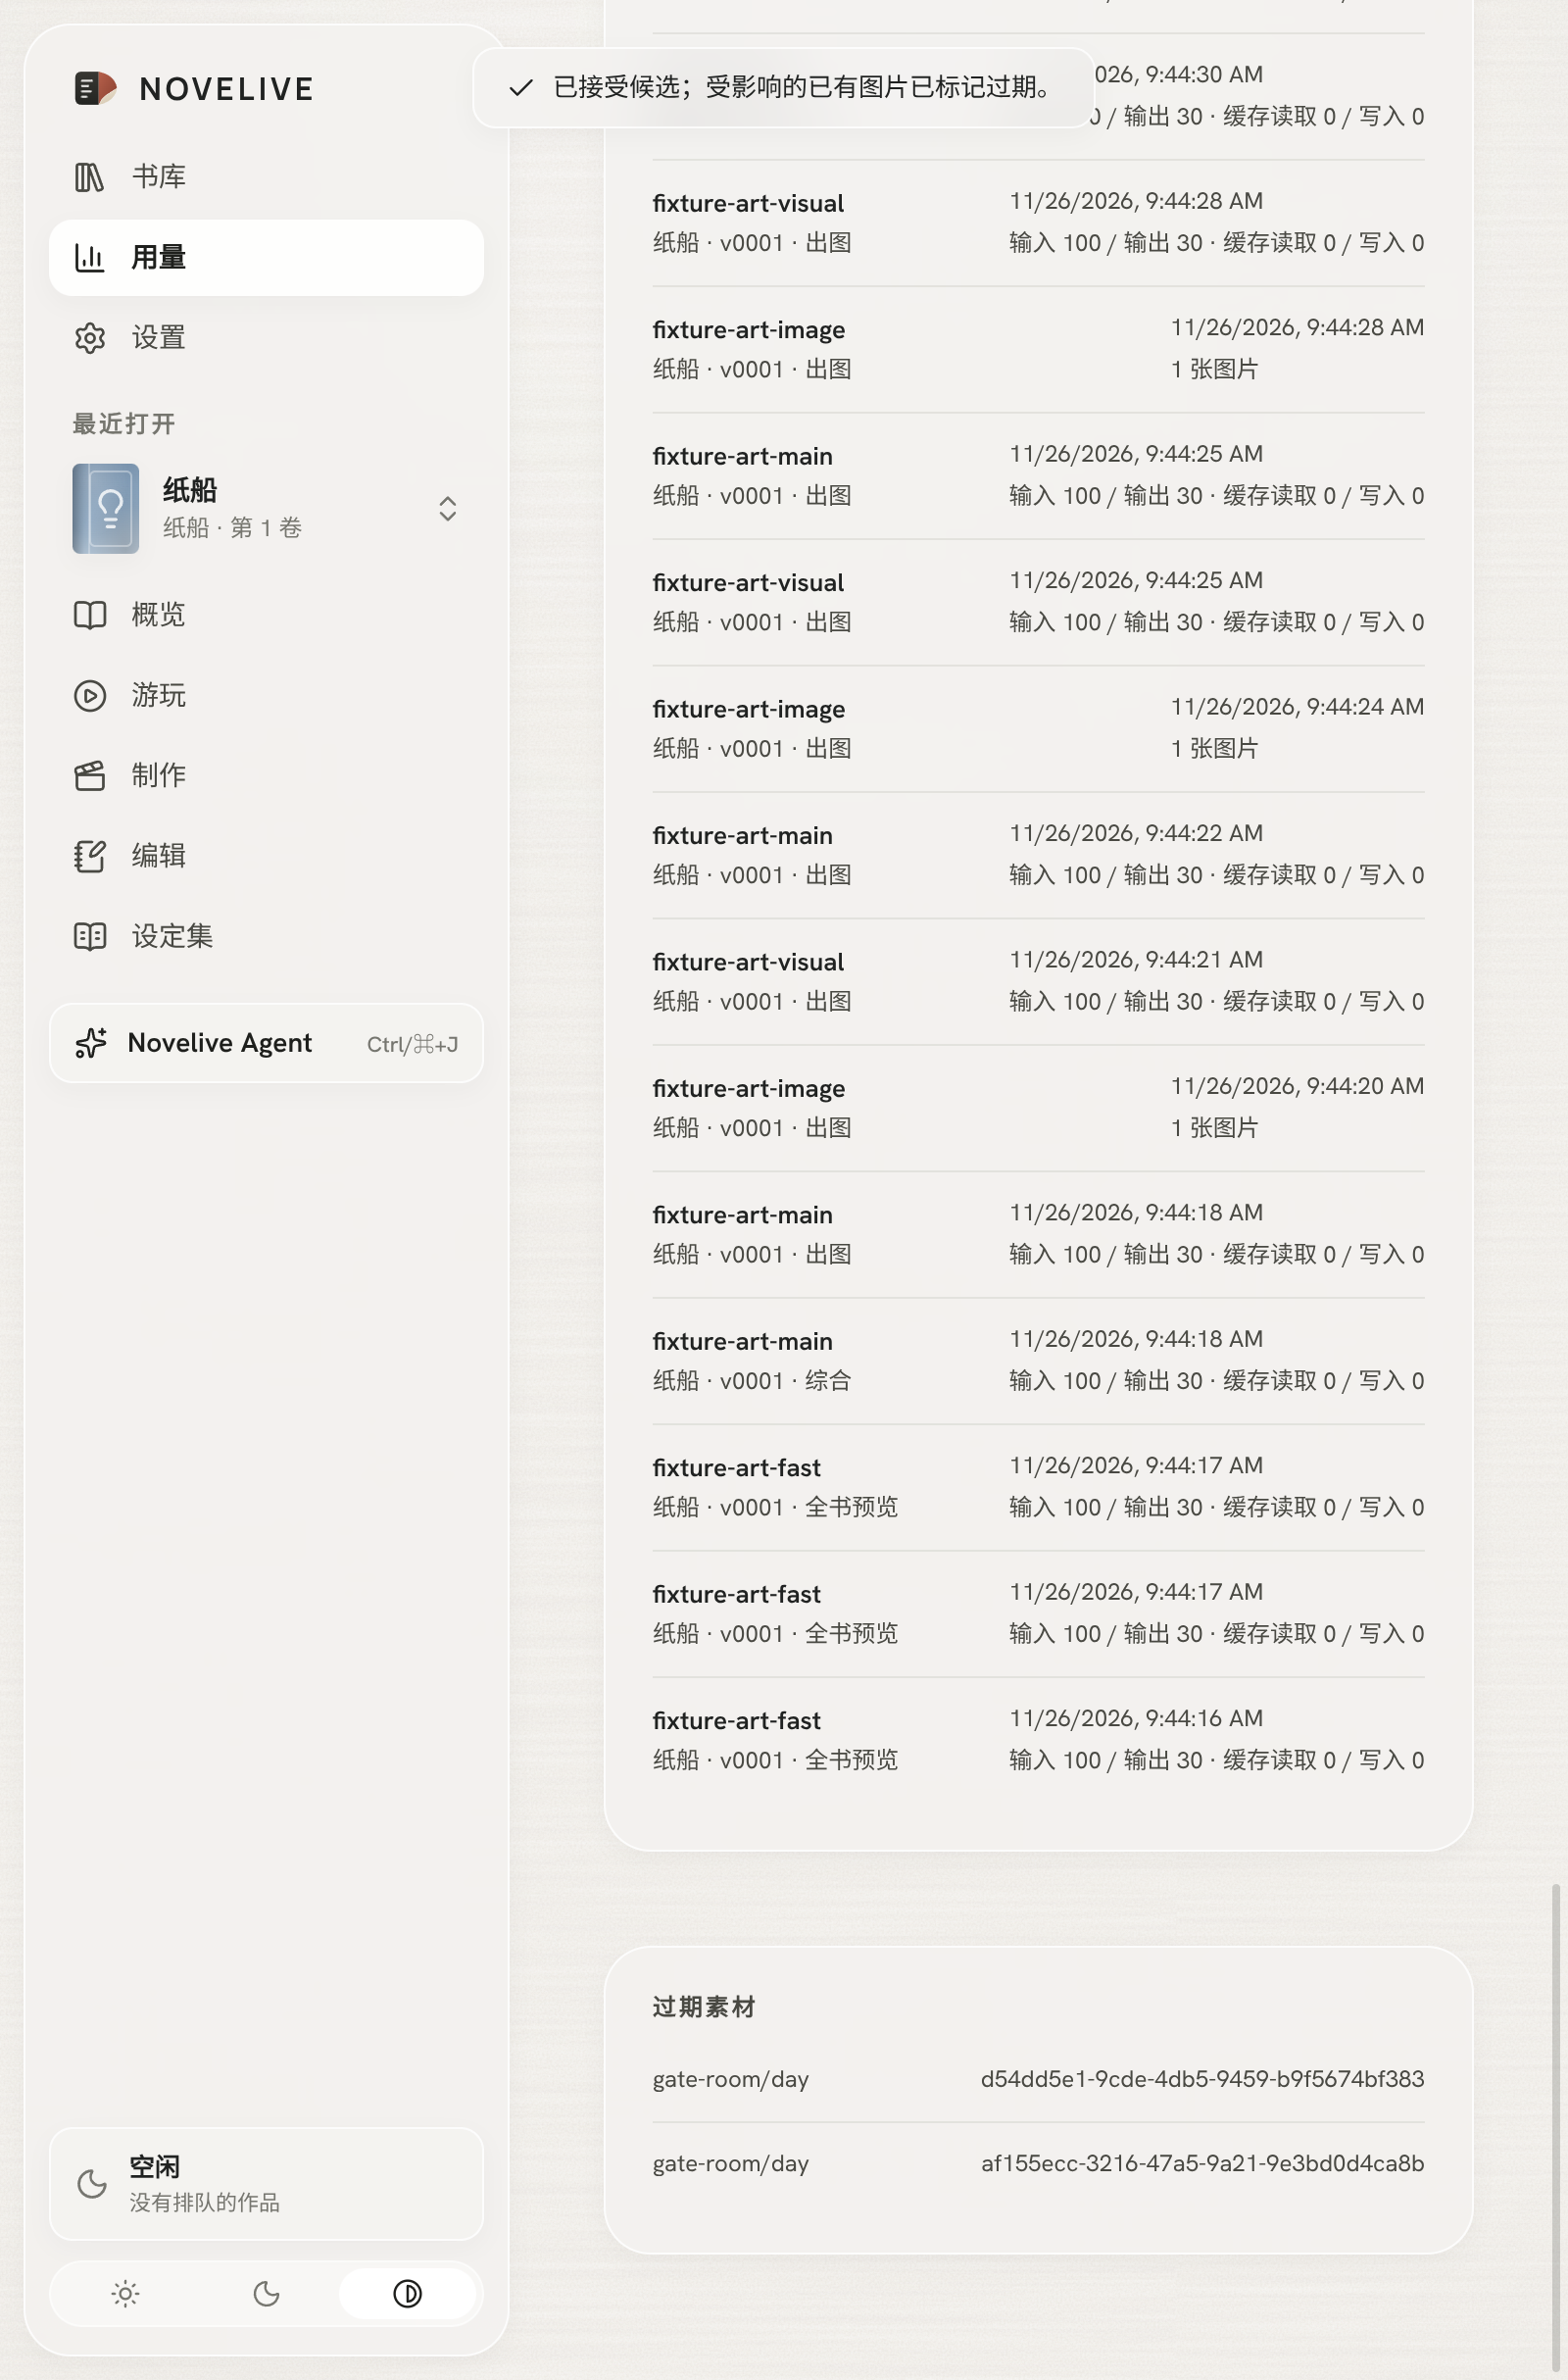 NOVELIVE
书库
用量
设置
最近打开
纸船
纸船 · 第 1 卷
概览
游玩
制作
编辑
设定集
Novelive Agent
Ctrl/⌘+J
空闲
没有排队的作品
已接受候选；受影响的已有图片已标记过期。
026, 9:44:30 AM
/ 输出 30 · 缓存读取 0 / 写入 0
fixture-art-visual
11/26/2026, 9:44:28 AM
纸船 · v0001 · 出图
输入 100 / 输出 30 · 缓存读取 0 / 写入 0
fixture-art-image
11/26/2026, 9:44:28 AM
纸船 · v0001 · 出图
1 张图片
fixture-art-main
11/26/2026, 9:44:25 AM
纸船 · v0001 · 出图
输入 100 / 输出 30 · 缓存读取 0 / 写入 0
fixture-art-visual
11/26/2026, 9:44:25 AM
纸船 · v0001 · 出图
输入 100 / 输出 30 · 缓存读取 0 / 写入 0
fixture-art-image
11/26/2026, 9:44:24 AM
纸船 · v0001 · 出图
1 张图片
fixture-art-main
11/26/2026, 9:44:22 AM
纸船 · v0001 · 出图
输入 100 / 输出 30 · 缓存读取 0 / 写入 0
fixture-art-visual
11/26/2026, 9:44:21 AM
纸船 · v0001 · 出图
输入 100 / 输出 30 · 缓存读取 0 / 写入 0
fixture-art-image
11/26/2026, 9:44:20 AM
纸船 · v0001 · 出图
1 张图片
fixture-art-main
11/26/2026, 9:44:18 AM
纸船 · v0001 · 出图
输入 100 / 输出 30 · 缓存读取 0 / 写入 0
fixture-art-main
11/26/2026, 9:44:18 AM
纸船 · v0001 · 综合
输入 100 / 输出 30 · 缓存读取 0 / 写入 0
fixture-art-fast
11/26/2026, 9:44:17 AM
纸船 · v0001 · 全书预览
输入 100 / 输出 30 · 缓存读取 0 / 写入 0
fixture-art-fast
11/26/2026, 9:44:17 AM
纸船 · v0001 · 全书预览
输入 100 / 输出 30 · 缓存读取 0 / 写入 0
fixture-art-fast
11/26/2026, 9:44:16 AM
纸船 · v0001 · 全书预览
输入 100 / 输出 30 · 缓存读取 0 / 写入 0
过期素材
gate-room/day
d54dd5e1-9cde-4db5-9459-b9f5674bf383
gate-room/day
af155ecc-3216-47a5-9a21-9e3bd0d4ca8b